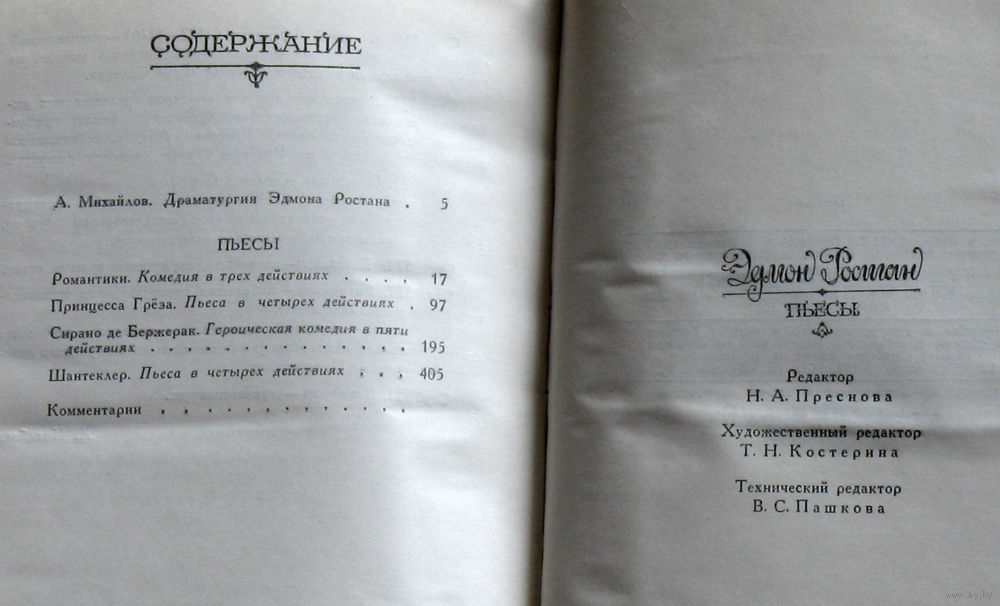 СОДЕРЖАНИЕ
А. Михайлов. Драматургия Эдмона Ростана . 5
ПЬЕСЫ
Романтики. Комедия в трех действиях . . . . 17
Принцесса Грёза. Пьеса в четырех действиях . 97
Сирано де Бержерак. Героическая комедия в пяти
действиях . . . . . . . . . . . . . 195
Шантеклер. Пьеса в четырех действиях . . . 405
Комментарии . . . . . . . . . . . .
Эдмон Ростан
ПЬЕСЫ
Редактор
Н. А. Преснова
Художественный редактор
Т. Н. Костерина
Технический редактор
В. С. Пашкова
www.ay.by